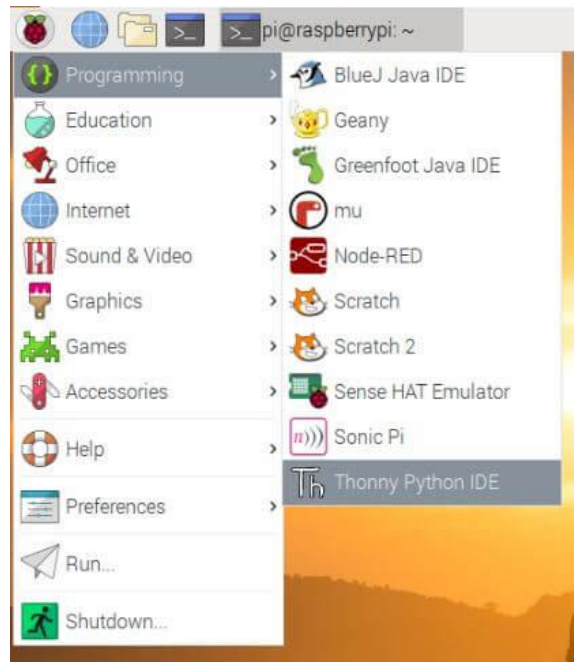 pi@raspberrypi: ~
Programming
Education
Office
Internet
Sound & Video
Graphics
Games
Accessories
Help
Preferences
Run...
Shutdown...
BlueJ Java IDE
Geany
Greenfoot Java IDE
mu
Node-RED
Scratch
Scratch 2
Sense HAT Emulator
n)))
Sonic Pi
Th
Thonny Python IDE